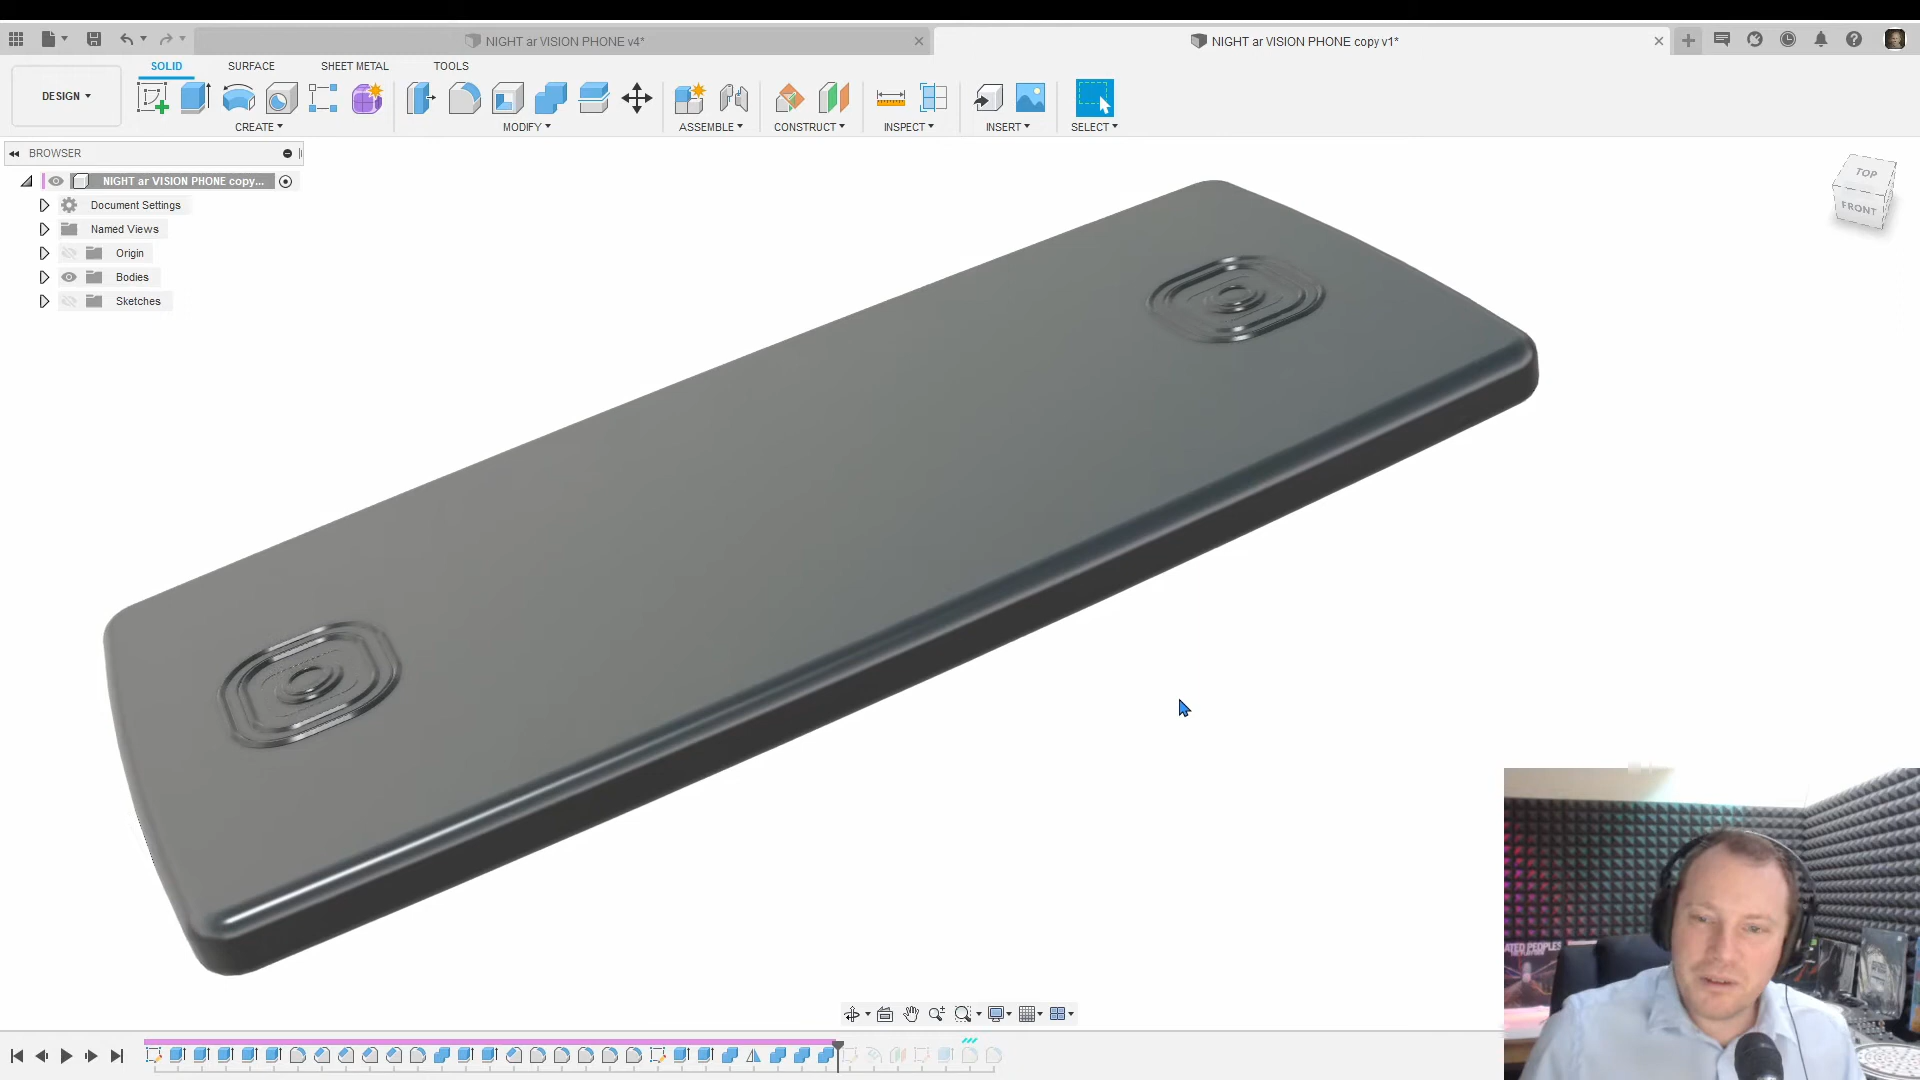 NIGHT ar VISION PHONE v4*
NIGHT ar VISION PHONE copy v1*
DESIGN
SOLID
SURFACE
SHEET METAL
TOOLS
CREATE
MODIFY
ASSEMBLE
CONSTRUCT
INSPECT
INSERT
SELECT
BROWSER
NIGHT ar VISION PHONE copy...
Document Settings
Named Views
Origin
Bodies
Sketches
TOP
FRONT
ATED PEOPLES